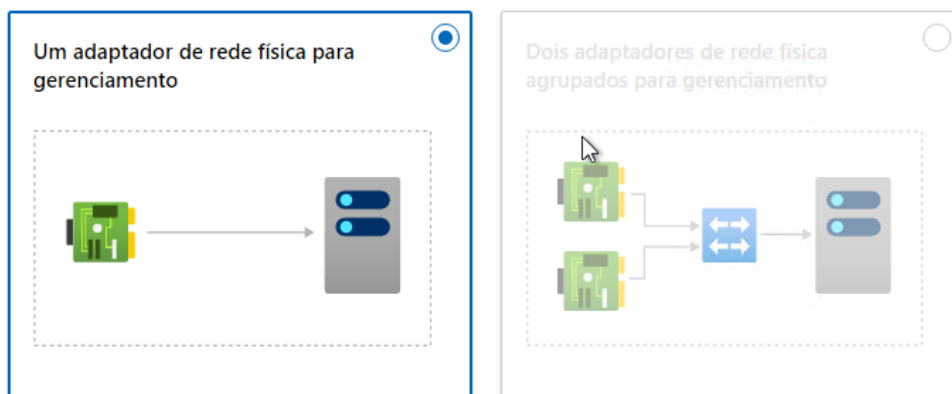 Um adaptador de rede física para
gerenciamento
Dois adaptadores de rede física
agrupados para gerenciamento